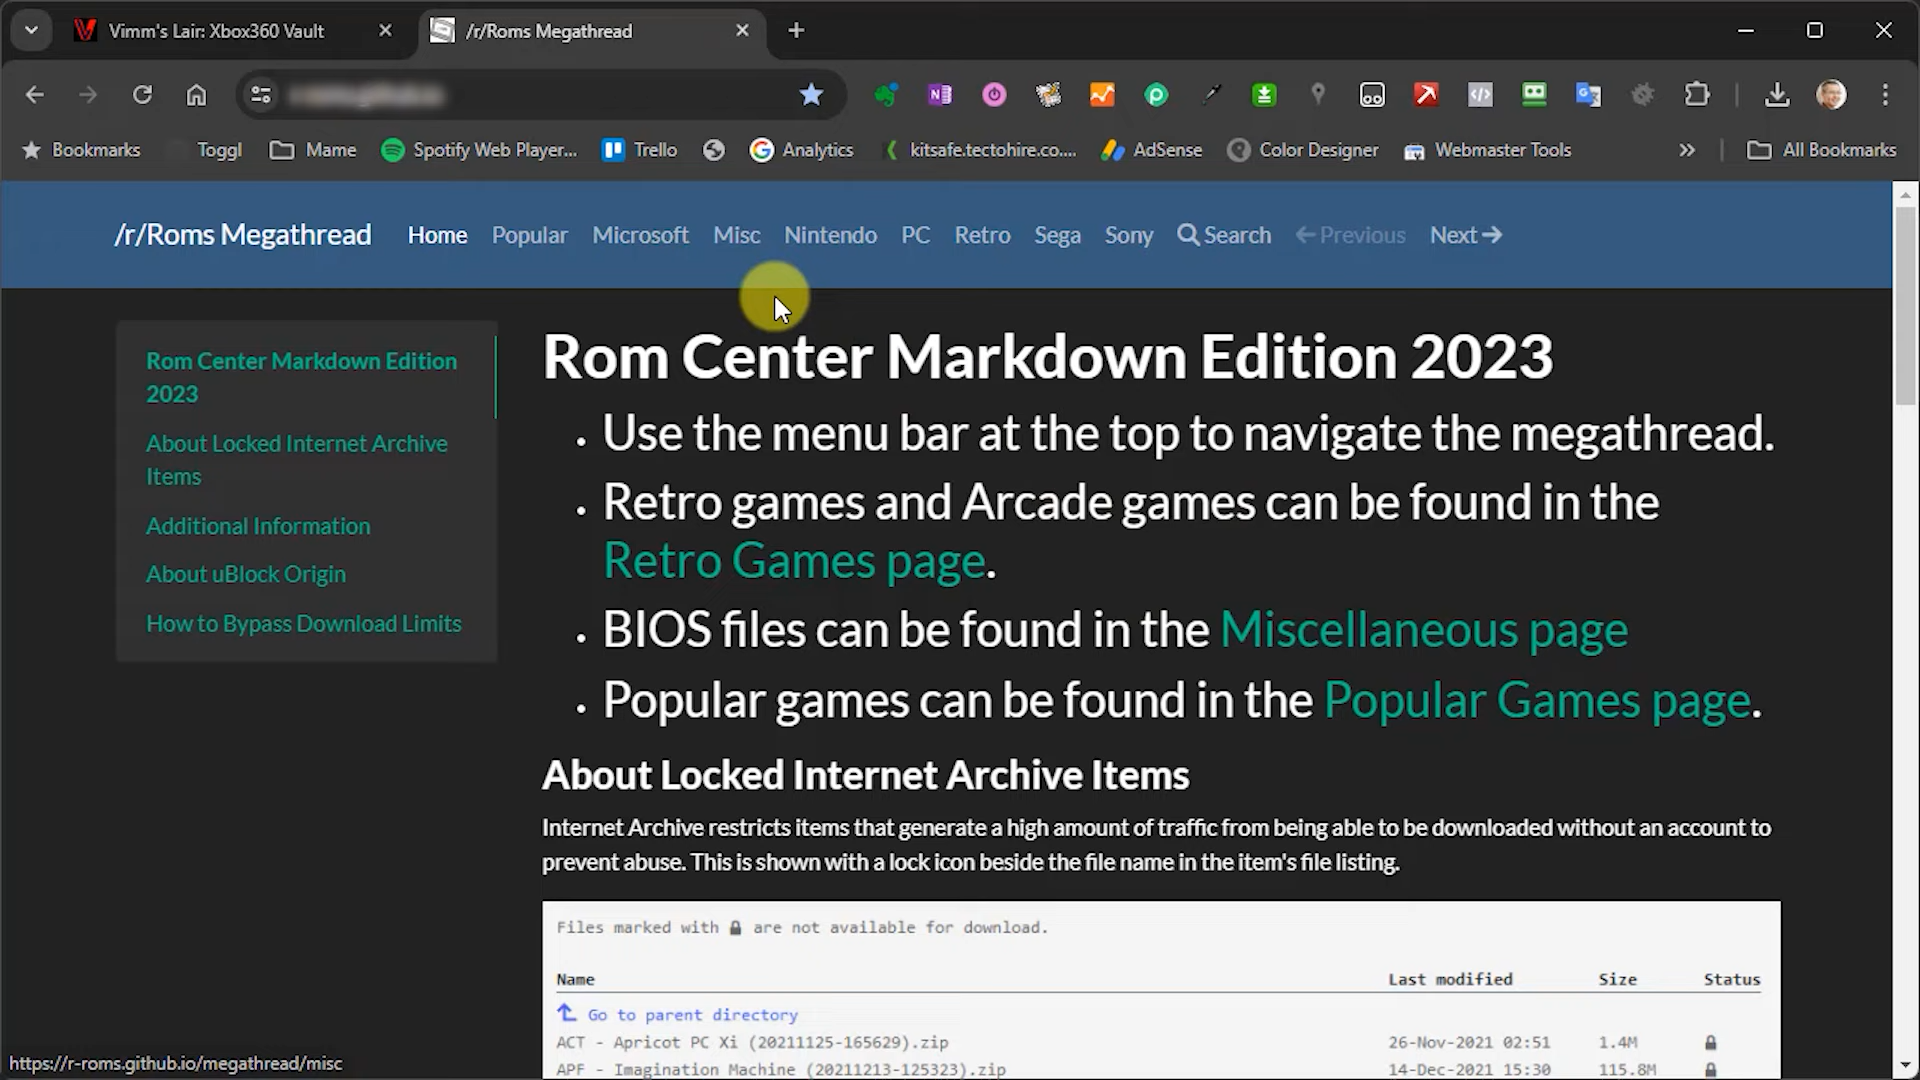 Vimm's Lair: Xbox360 Vault
/r/Roms Megathread
Bookmarks Toggl Mame Spotify Web Player... Trello Analytics kitsafe.tectohire.co.... AdSense Color Designer Webmaster Tools All Bookmarks
/r/Roms Megathread Home Popular Microsoft Misc Nintendo PC Retro Sega Sony Search Previous Next
Rom Center Markdown Edition
2023
About Locked Internet Archive
Items
Additional Information
About uBlock Origin
How to Bypass Download Limits
Rom Center Markdown Edition 2023
• Use the menu bar at the top to navigate the megathread.
• Retro games and Arcade games can be found in the
Retro Games page.
• BIOS files can be found in the Miscellaneous page
• Popular games can be found in the Popular Games page.
About Locked Internet Archive Items
Internet Archive restricts items that generate a high amount of traffic from being able to be downloaded without an account to
prevent abuse. This is shown with a lock icon beside the file name in the item's file listing.
Files marked with are not available for download.
Name Last modified Size Status
Go to parent directory
ACT - Apricot PC Xi (20211125-165629).zip 26-Nov-2021 02:51 1.4M
APF - Imagination Machine (20211213-125323).zip 14-Dec-2021 15:30 115.8M
https://r-roms.github.io/megathread/misc